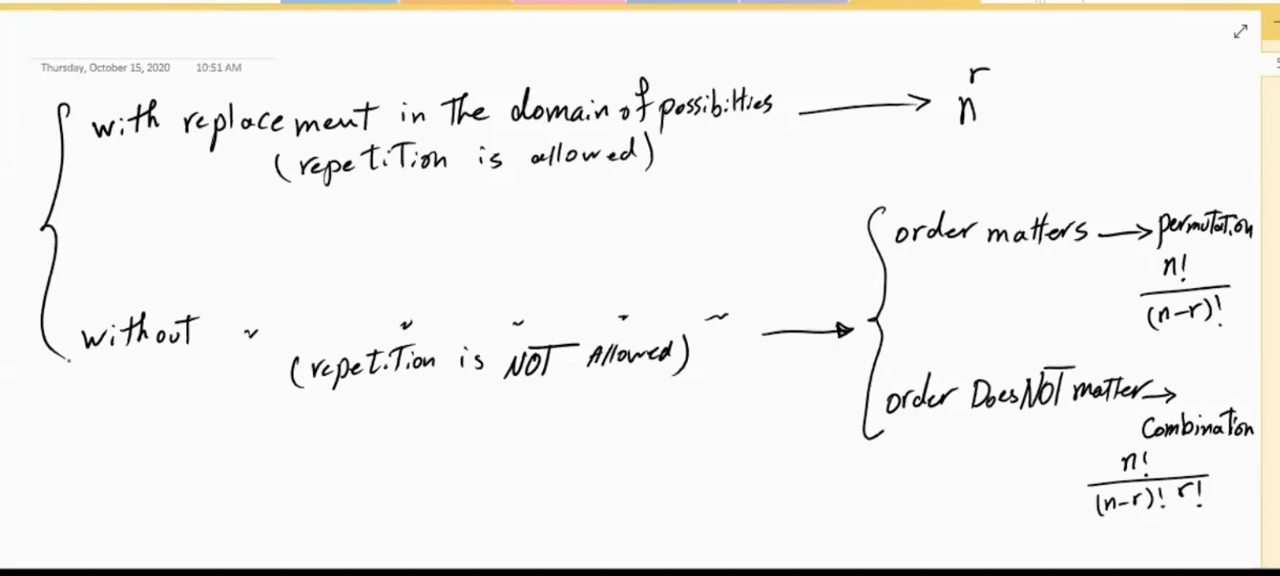 Thursday, October 15, 2020 10:51 AM
with replacement in the domain of possibilties → n^r
(repetition is allowed)
order matters → permutation
n!
(n-r)!
without ~ ~ ~ ~ ~
(repetition is NOT Allowed) →
order Does NOT matter →
Combination
n!
(n-r)! r!